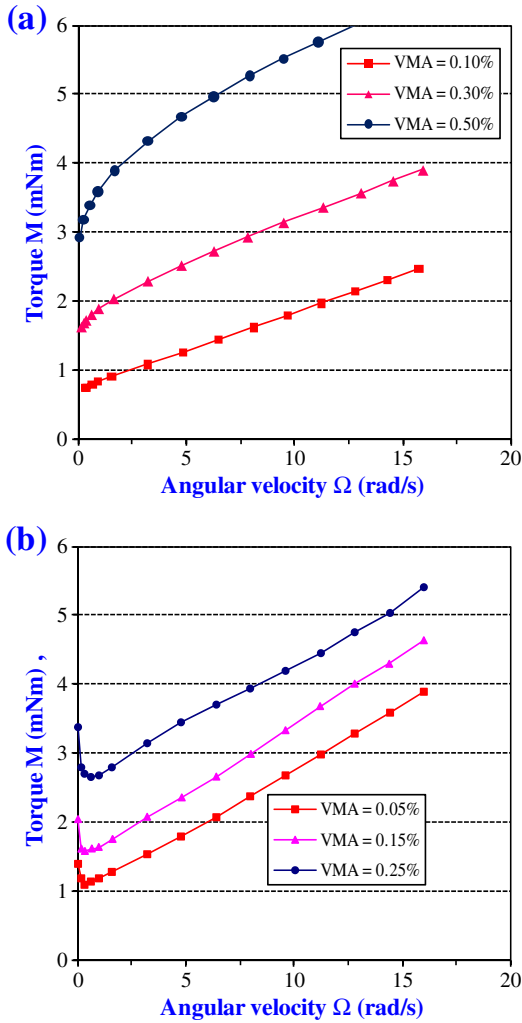 (a)
6
5
4
3
2
1
0
Torque M (mNm)
VMA = 0.10%
VMA = 0.30%
VMA = 0.50%
0 5 10 15 20
Angular velocity Ω (rad/s)
(b)
6
5
4
3
2
1
0
Torque M (mNm) ,
VMA = 0.05%
VMA = 0.15%
VMA = 0.25%
0 5 10 15 20
Angular velocity Ω (rad/s)